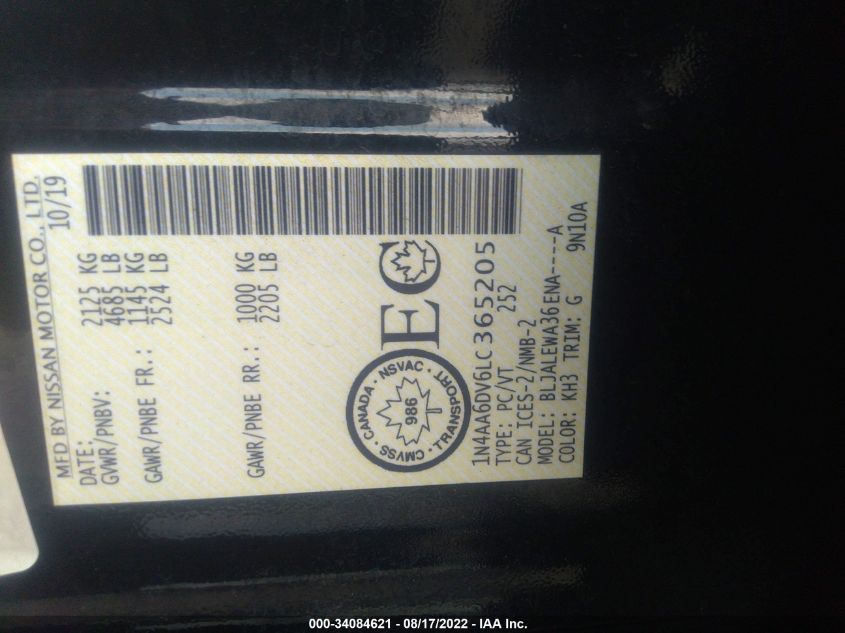 MFD BY NISSAN MOTOR CO., LTD.
DATE: 10/19
GVWR/PNBV: 2125 KG
4685 LB
GAWR/PNBE FR.: 1145 KG
2524 LB
GAWR/PNBE RR.: 1000 KG
2205 LB
CANADA · NSVAC · TRANSPORT · CMVSS ·
986
EC
1N4AA6DV6LC365205
TYPE: PC/VT 252
CAN ICES-2/NMB-2
MODEL: BLJALEWA36ENA----A
COLOR: KH3 TRIM: G 9N10A
000-34084621 - 08/17/2022 - IAA Inc.